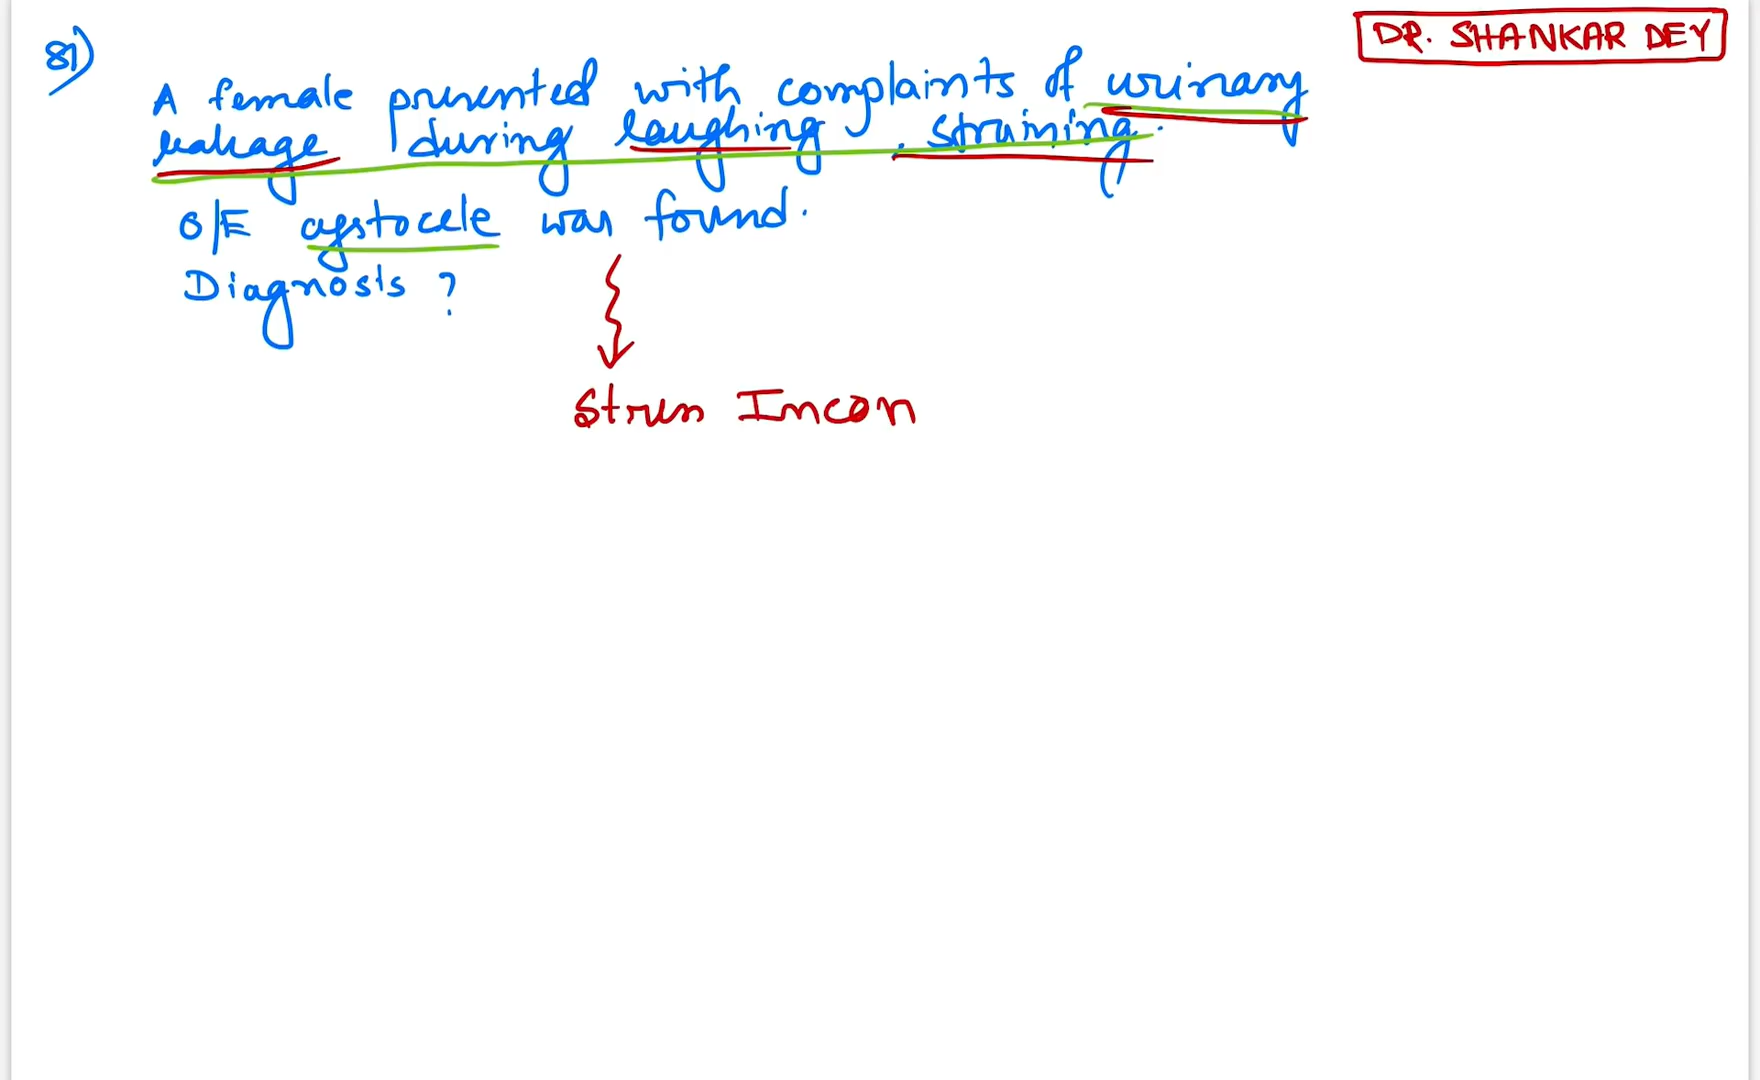 DR. SHANKAR DEY
81)
A female presented with complaints of urinary
leakage during laughing, straining.
O/E cystocele was found.
Diagnosis ?
Stress Incon